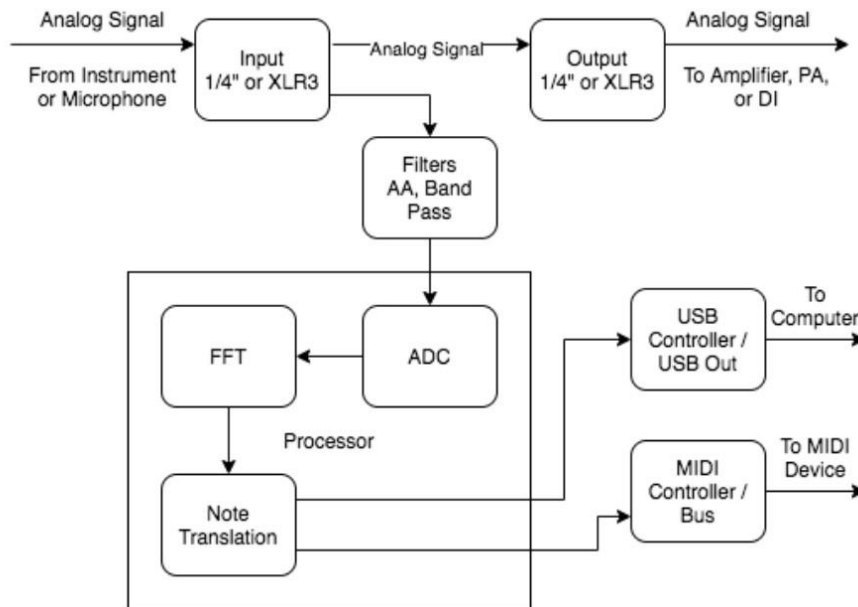 Analog Signal
From Instrument
or Microphone
Input
1/4" or XLR3
Analog Signal
Output
1/4" or XLR3
Analog Signal
To Amplifier, PA,
or DI
Filters
AA, Band
Pass
FFT
ADC
Processor
Note
Translation
USB
Controller /
USB Out
To
Computer
MIDI
Controller /
Bus
To MIDI
Device